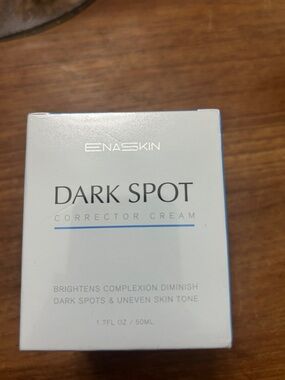 ENASKIN
DARK SPOT
CORRECTOR CREAM
BRIGHTENS COMPLEXION DIMINISH
DARK SPOTS & UNEVEN SKIN TONE
1.7FL OZ / 50ML